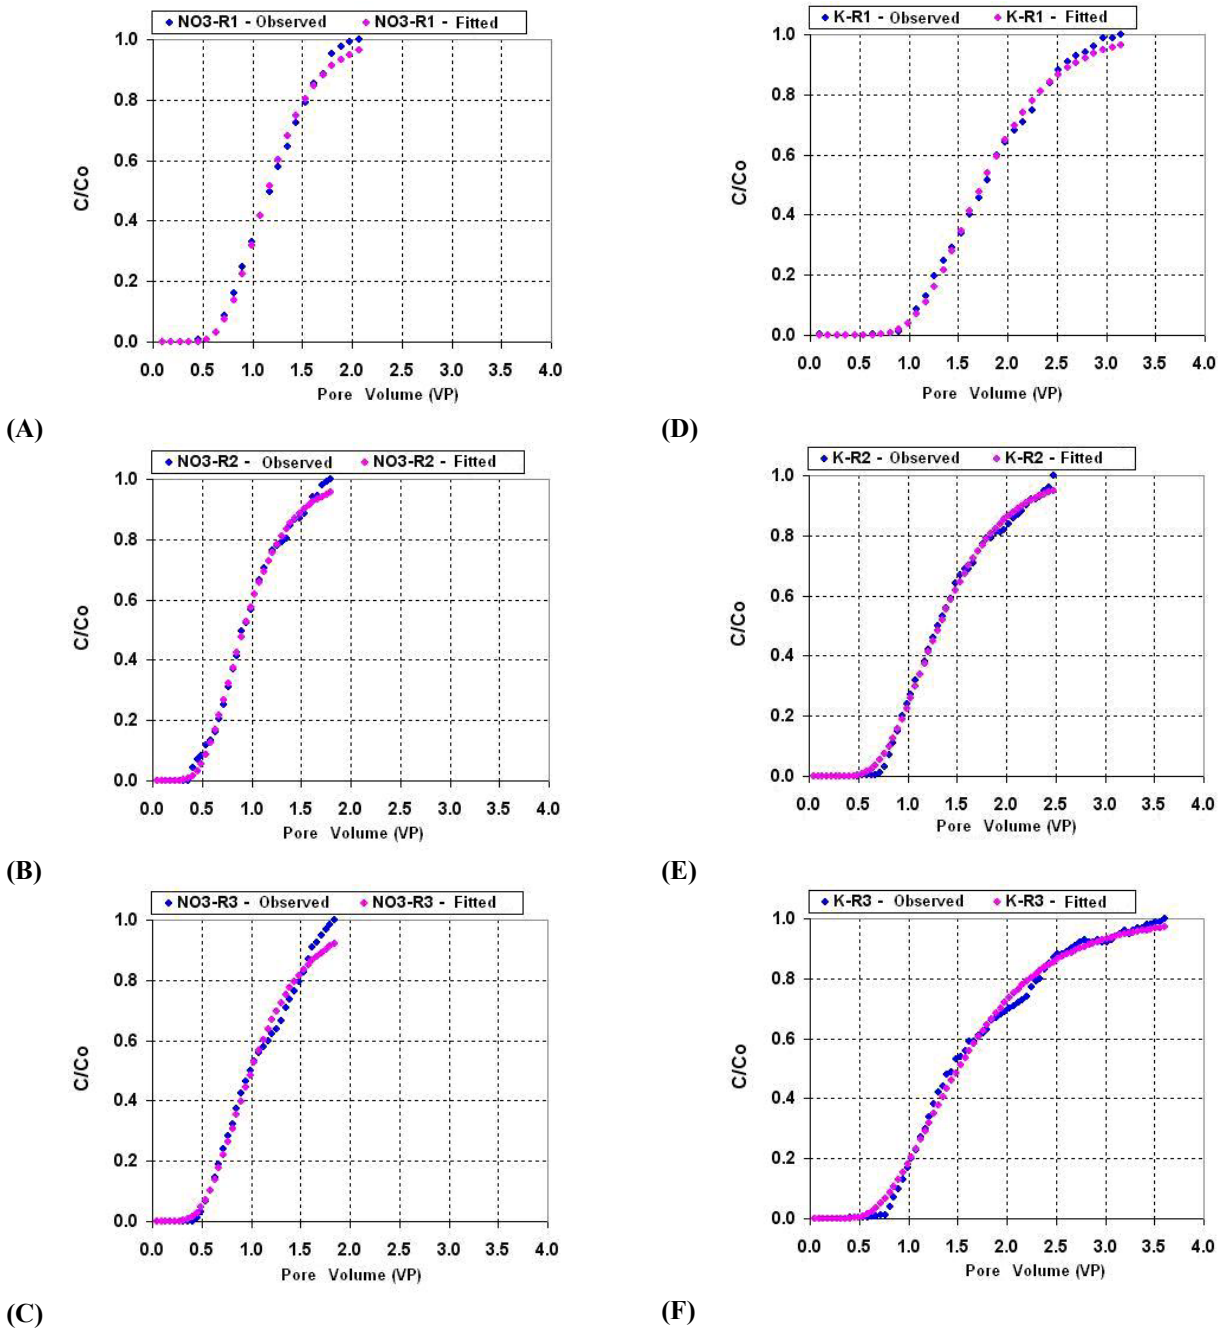 NO3-R1 - Observed NO3-R1 - Fitted
1.0
0.8
0.6
0.4
0.2
0.0
C/Co
0.0 0.5 1.0 1.5 2.0 2.5 3.0 3.5 4.0
Pore Volume (VP)
(A)
K-R1 - Observed K-R1 - Fitted
1.0
0.8
0.6
0.4
0.2
0.0
C/Co
0.0 0.5 1.0 1.5 2.0 2.5 3.0 3.5 4.0
Pore Volume (VP)
(D)
NO3-R2 - Observed NO3-R2 - Fitted
1.0
0.8
0.6
0.4
0.2
0.0
C/Co
0.0 0.5 1.0 1.5 2.0 2.5 3.0 3.5 4.0
Pore Volume (VP)
(B)
K-R2 - Observed K-R2 - Fitted
1.0
0.8
0.6
0.4
0.2
0.0
C/Co
0.0 0.5 1.0 1.5 2.0 2.5 3.0 3.5 4.0
Pore Volume (VP)
(E)
NO3-R3 - Observed NO3-R3 - Fitted
1.0
0.8
0.6
0.4
0.2
0.0
C/Co
0.0 0.5 1.0 1.5 2.0 2.5 3.0 3.5 4.0
Pore Volume (VP)
(C)
K-R3 - Observed K-R3 - Fitted
1.0
0.8
0.6
0.4
0.2
0.0
C/Co
0.0 0.5 1.0 1.5 2.0 2.5 3.0 3.5 4.0
Pore Volume (VP)
(F)